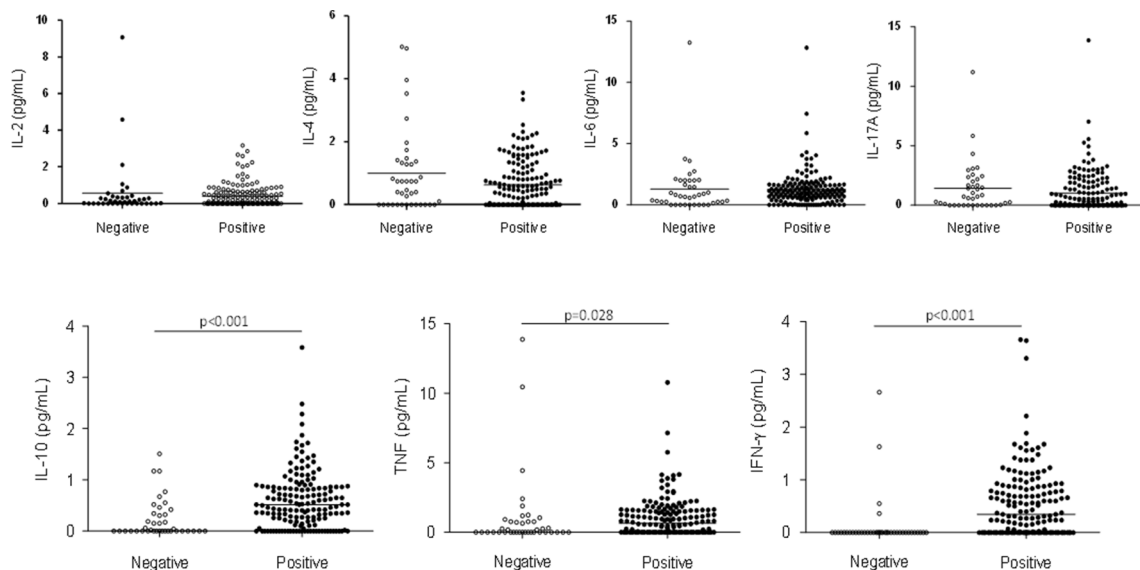 IL-2 (pg/mL)
10
8
6
4
2
0
Negative Positive
IL-4 (pg/mL)
6
4
2
0
Negative Positive
IL-6 (pg/mL)
15
10
5
0
Negative Positive
IL-17A (pg/mL)
15
10
5
0
Negative Positive
IL-10 (pg/mL)
4
3
2
1
0
p<0.001
Negative Positive
TNF (pg/mL)
15
10
5
0
p=0.028
Negative Positive
IFN-γ (pg/mL)
4
3
2
1
0
p<0.001
Negative Positive